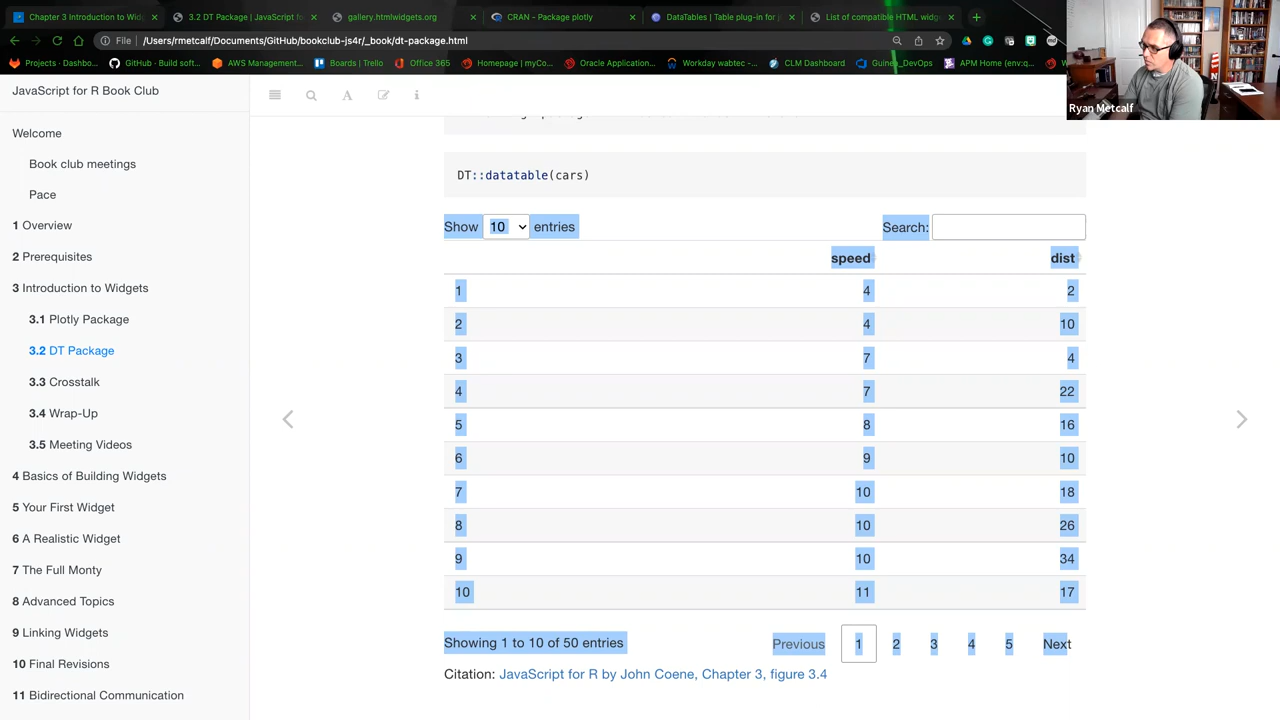 Chapter 3 Introduction to Wid
3.2 DT Package | JavaScript fo
gallery.htmlwidgets.org
CRAN - Package plotly
DataTables | Table plug-in for j
List of compatible HTML widg
File | /Users/rmetcalf/Documents/GitHub/bookclub-js4r/_book/dt-package.html
Projects - Dashbo...
GitHub - Build soft...
AWS Management...
Boards | Trello
Office 365
Homepage | myCo...
Oracle Application...
Workday wabtec -...
CLM Dashboard
Guinea_DevOps
APM Home (env:q...
Ryan Metcalf
JavaScript for R Book Club
Welcome
Book club meetings
Pace
1 Overview
2 Prerequisites
3 Introduction to Widgets
3.1 Plotly Package
3.2 DT Package
3.3 Crosstalk
3.4 Wrap-Up
3.5 Meeting Videos
4 Basics of Building Widgets
5 Your First Widget
6 A Realistic Widget
7 The Full Monty
8 Advanced Topics
9 Linking Widgets
10 Final Revisions
11 Bidirectional Communication
DT::datatable(cars)
Show 10 entries
Search:
speed dist
1 4 2
2 4 10
3 7 4
4 7 22
5 8 16
6 9 10
7 10 18
8 10 26
9 10 34
10 11 17
Showing 1 to 10 of 50 entries
Previous 1 2 3 4 5 Next
Citation: JavaScript for R by John Coene, Chapter 3, figure 3.4